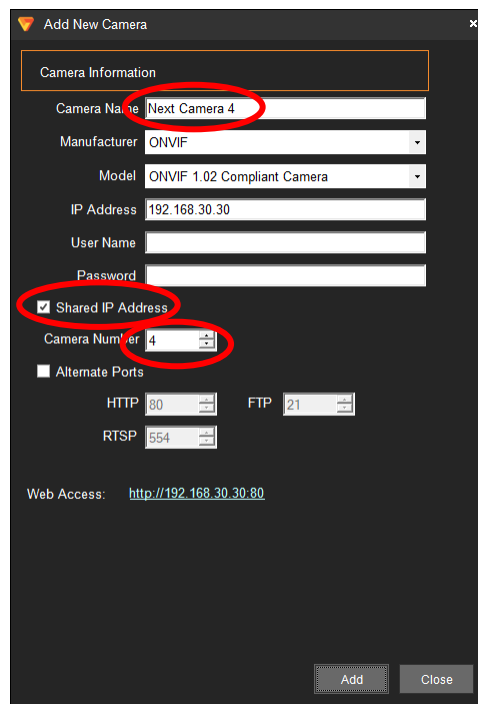 Add New Camera
Camera Information
Camera Name Next Camera 4
Manufacturer ONVIF
Model ONVIF 1.02 Compliant Camera
IP Address 192.168.30.30
User Name
Password
Shared IP Address
Camera Number 4
Alternate Ports
HTTP 80 FTP 21
RTSP 554
Web Access: http://192.168.30.30:80
Add Close